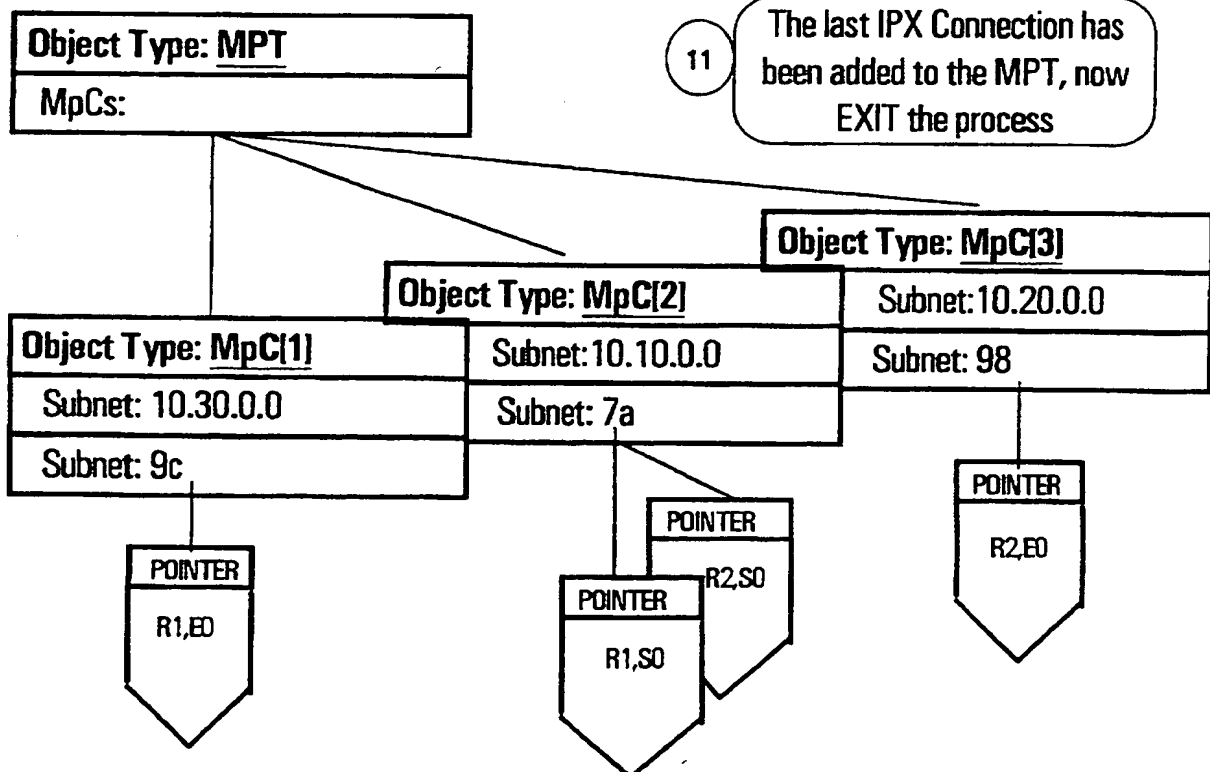 Object Type: MPT
MpCs:
11
The last IPX Connection has
been added to the MPT, now
EXIT the process
Object Type: MpC[3]
Subnet:10.20.0.0
Subnet: 98
Object Type: MpC[2]
Subnet:10.10.0.0
Subnet: 7a
Object Type: MpC[1]
Subnet: 10.30.0.0
Subnet: 9c
POINTER
R1,E0
POINTER
R1,S0
POINTER
R2,S0
POINTER
R2,E0